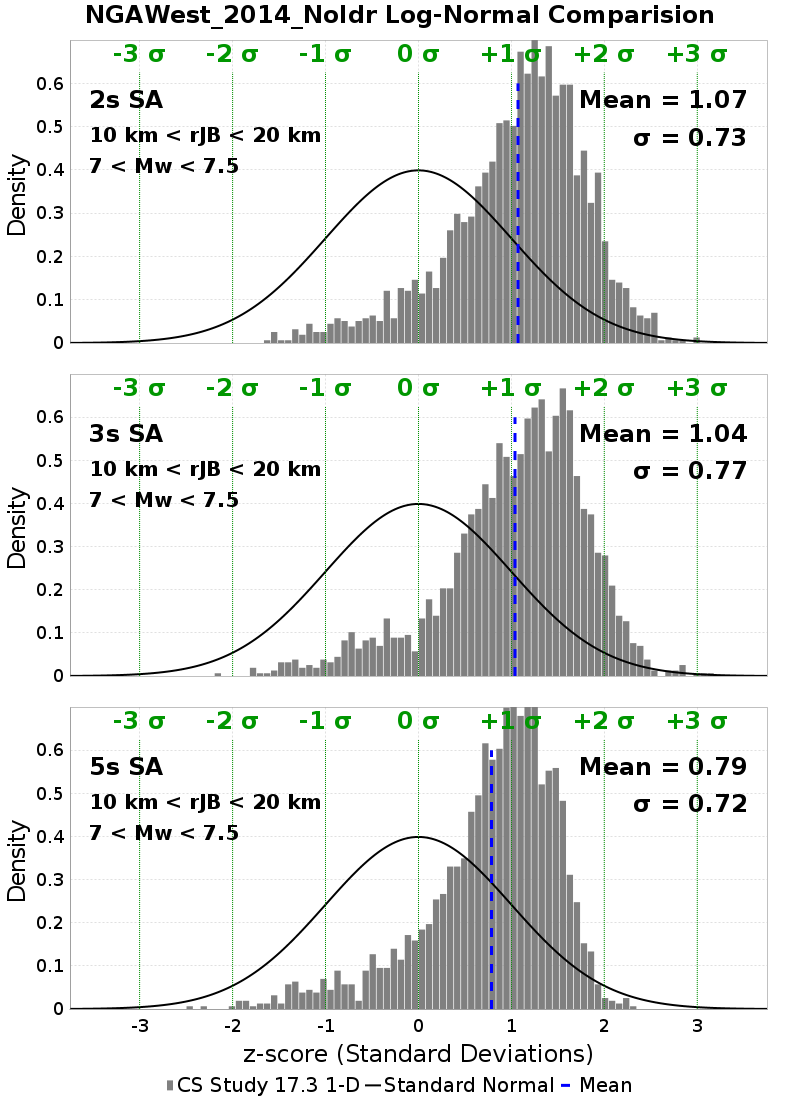 NGAWest_2014_NoIdr Log-Normal Comparision
-3 σ -2 σ -1 σ 0 σ +1 σ +2 σ +3 σ
2s SA
Mean = 1.07
10 km < rJB < 20 km
σ = 0.73
7 < Mw < 7.5
0.6
0.5
0.4
0.3
0.2
0.1
0
Density
-3 σ -2 σ -1 σ 0 σ +1 σ +2 σ +3 σ
3s SA
Mean = 1.04
10 km < rJB < 20 km
σ = 0.77
7 < Mw < 7.5
0.6
0.5
0.4
0.3
0.2
0.1
0
Density
-3 σ -2 σ -1 σ 0 σ +1 σ +2 σ +3 σ
5s SA
Mean = 0.79
10 km < rJB < 20 km
σ = 0.72
7 < Mw < 7.5
0.6
0.5
0.4
0.3
0.2
0.1
0
Density
-3 -2 -1 0 1 2 3
z-score (Standard Deviations)
CS Study 17.3 1-D Standard Normal Mean